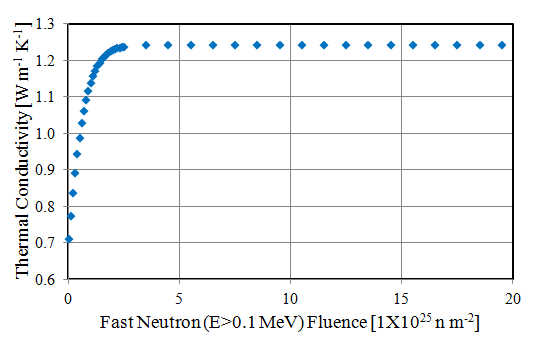 Thermal Conductivity [W m-1 K-1]
1.3
1.2
1.1
1.0
0.9
0.8
0.7
0.6
0 5 10 15 20
Fast Neutron (E>0.1 MeV) Fluence [1X10²⁵ n m⁻²]